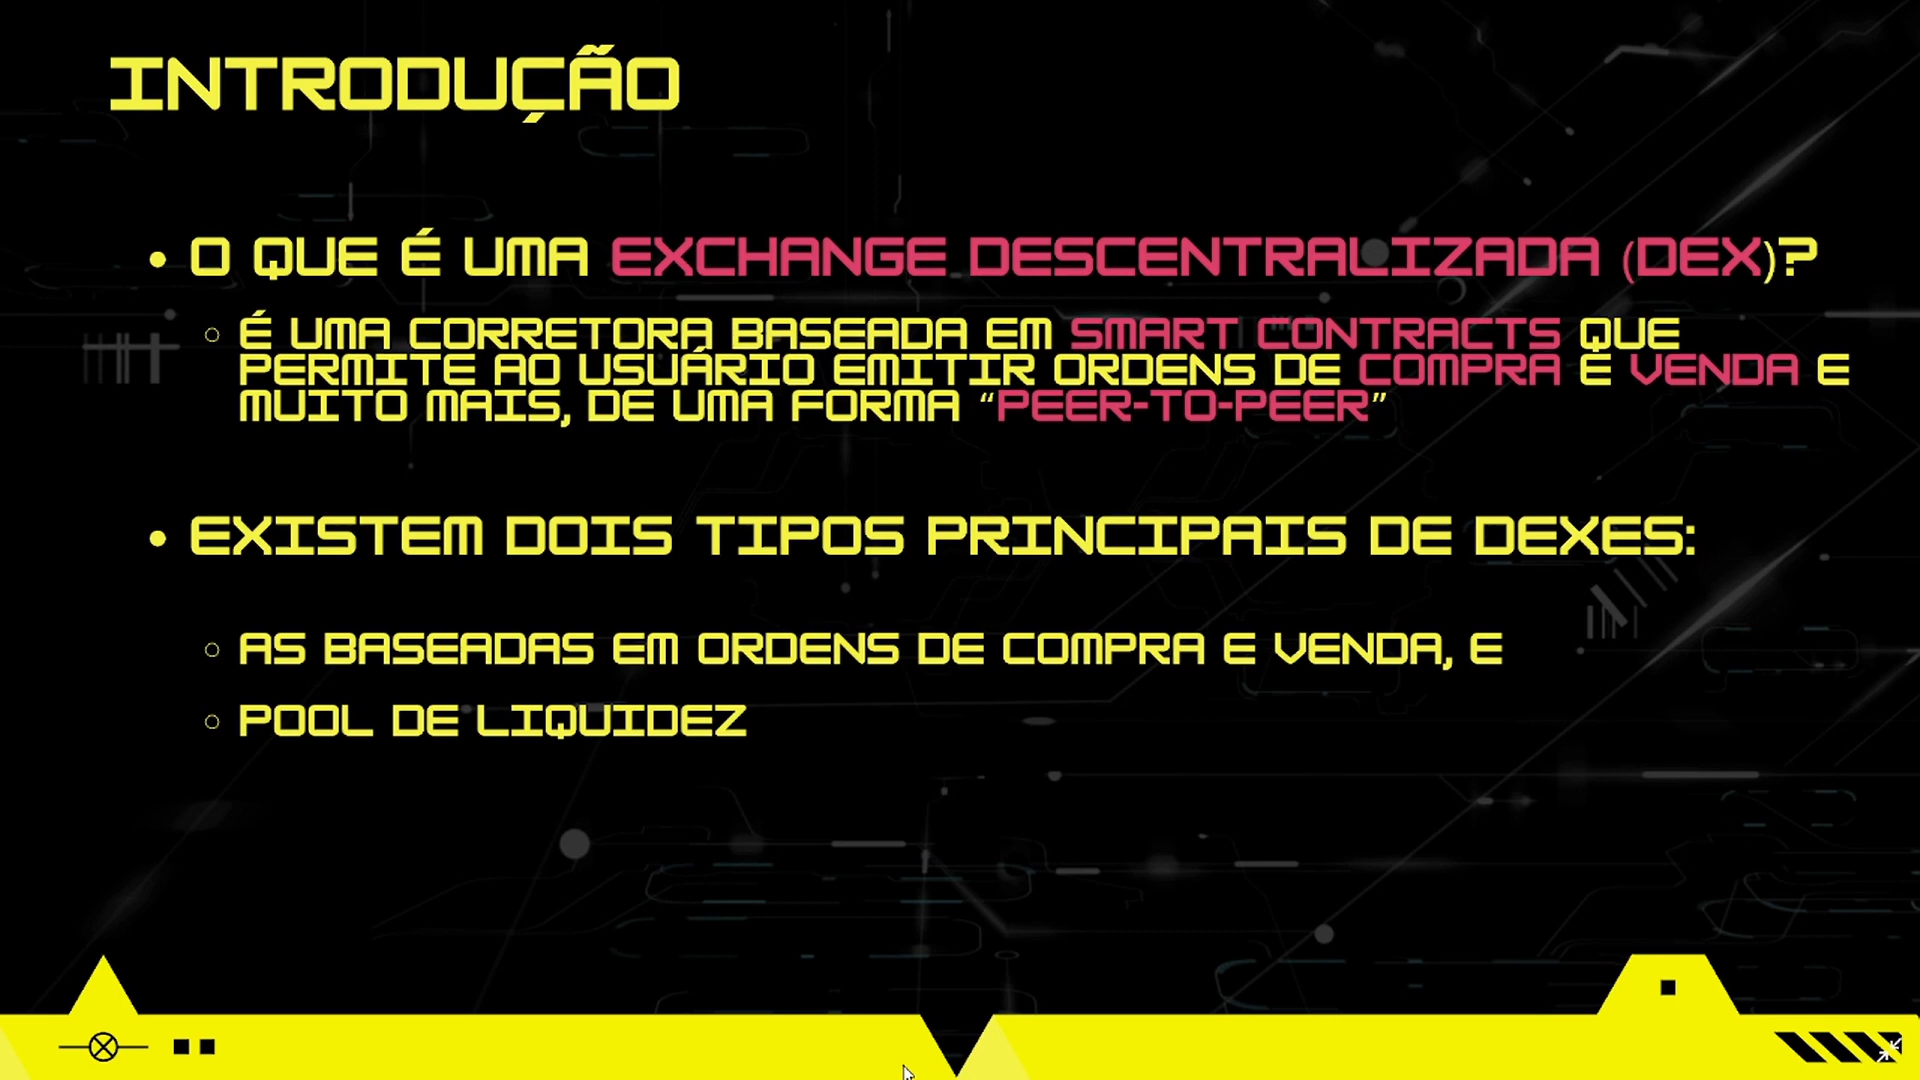 INTRODUÇÃO
• O QUE É UMA EXCHANGE DESCENTRALIZADA (DEX)?
○ É UMA CORRETORA BASEADA EM SMART CONTRACTS QUE
PERMITE AO USUÁRIO EMITIR ORDENS DE COMPRA E VENDA E
MUITO MAIS, DE UMA FORMA “PEER-TO-PEER”
• EXISTEM DOIS TIPOS PRINCIPAIS DE DEXES:
○ AS BASEADAS EM ORDENS DE COMPRA E VENDA, E
○ POOL DE LIQUIDEZ